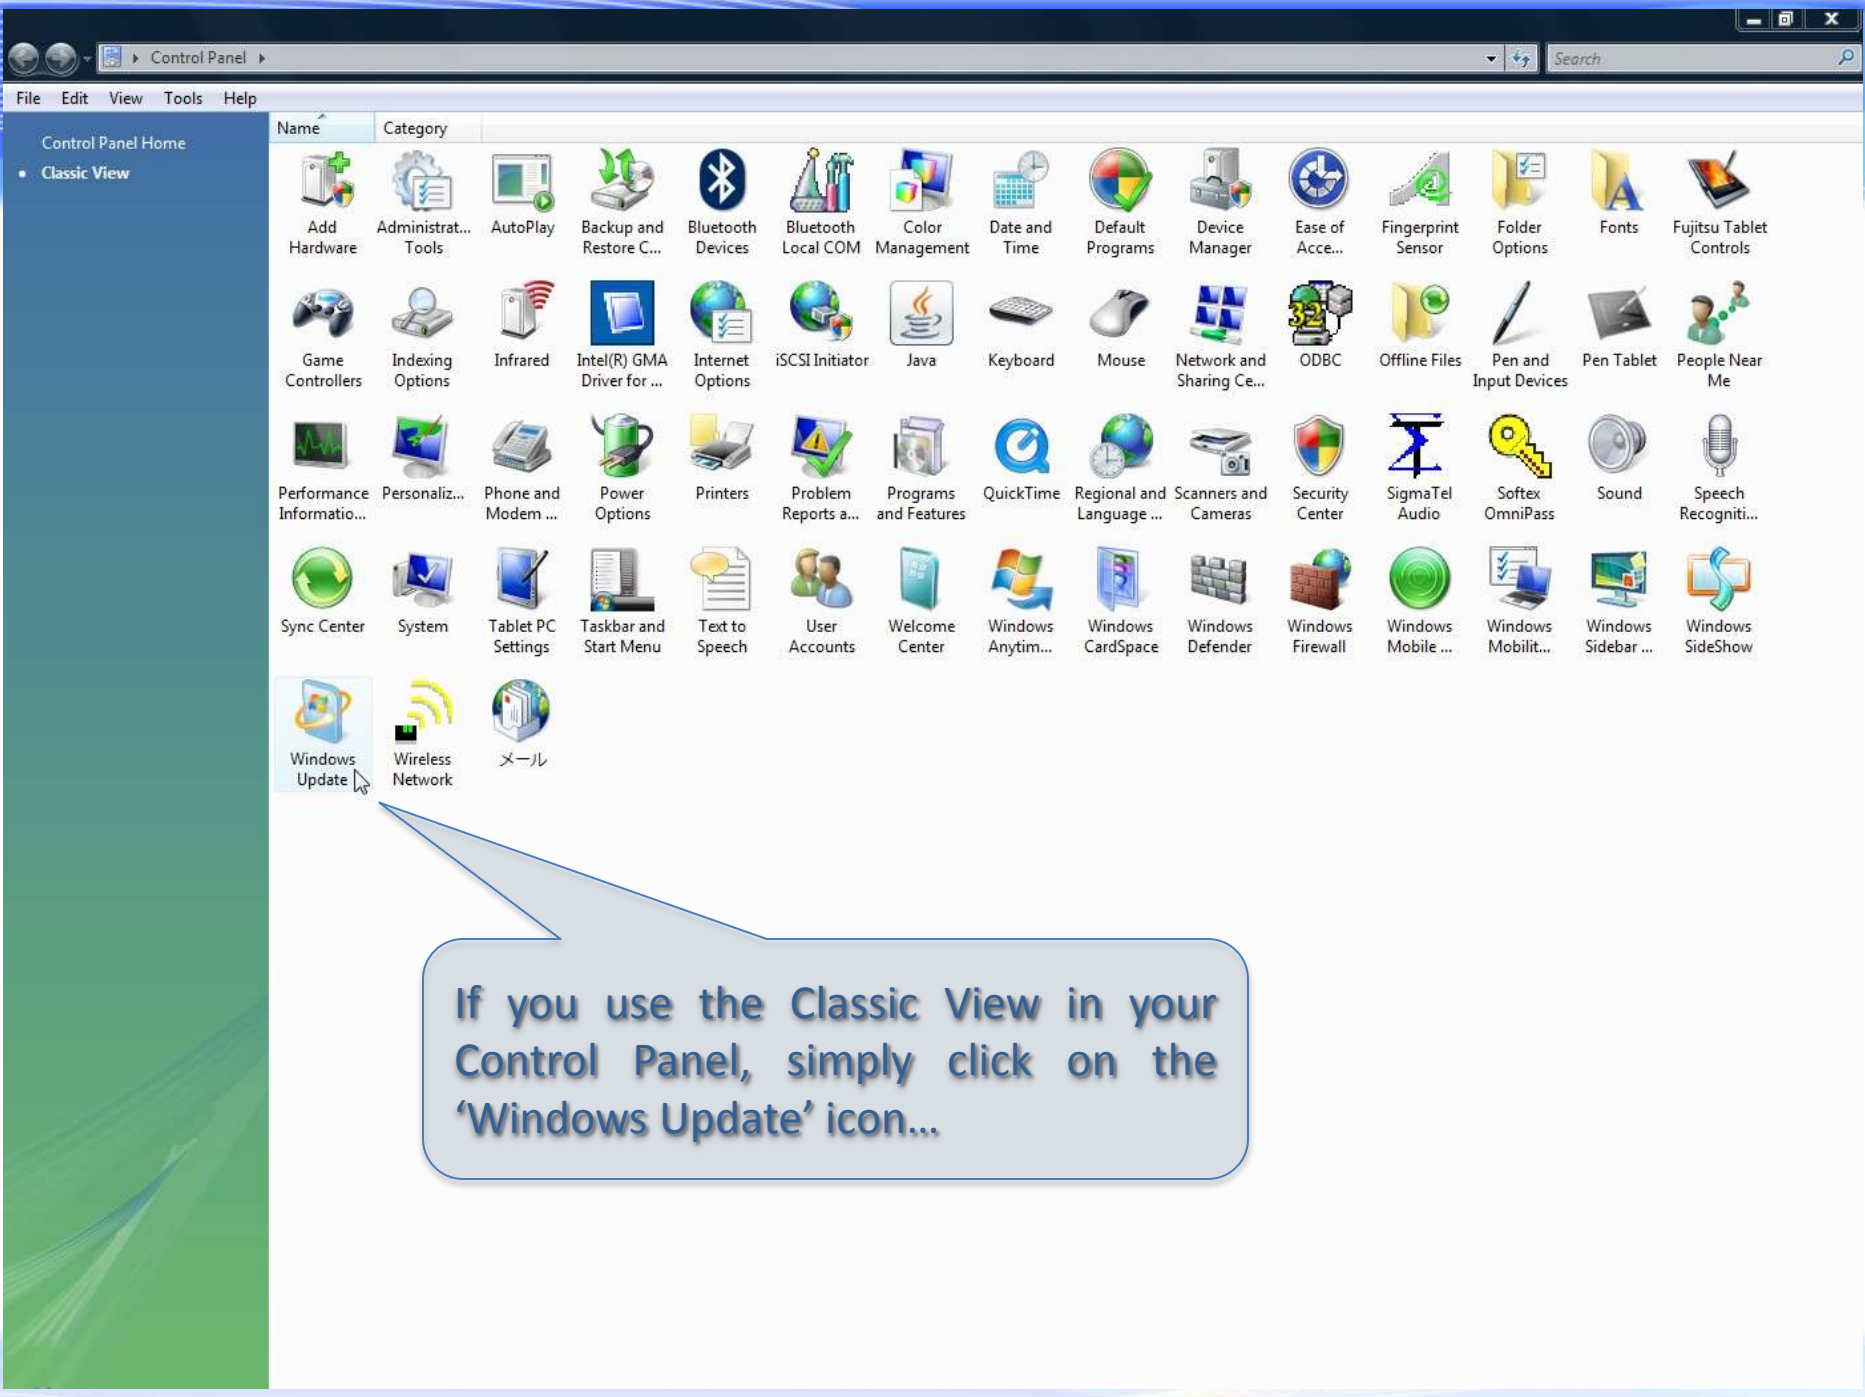 Control Panel
Search
File Edit View Tools Help
Control Panel Home
Classic View
Name Category
Add Hardware
Administrat... Tools
AutoPlay
Backup and Restore C...
Bluetooth Devices
Bluetooth Local COM
Color Management
Date and Time
Default Programs
Device Manager
Ease of Acce...
Fingerprint Sensor
Folder Options
Fonts
Fujitsu Tablet Controls
Game Controllers
Indexing Options
Infrared
Intel(R) GMA Driver for ...
Internet Options
iSCSI Initiator
Java
Keyboard
Mouse
Network and Sharing Ce...
32
ODBC
Offline Files
Pen and Input Devices
Pen Tablet
People Near Me
Performance Informatio...
Personaliz...
Phone and Modem ...
Power Options
Printers
Problem Reports a...
Programs and Features
QuickTime
Regional and Language ...
Scanners and Cameras
Security Center
SigmaTel Audio
Softex OmniPass
Sound
Speech Recogniti...
Sync Center
System
Tablet PC Settings
Taskbar and Start Menu
Text to Speech
User Accounts
Welcome Center
Windows Anytim...
Windows CardSpace
Windows Defender
Windows Firewall
Windows Mobile ...
Windows Mobilit...
Windows Sidebar ...
Windows SideShow
Windows Update
Wireless Network
メール
If you use the Classic View in your
Control Panel, simply click on the
‘Windows Update’ icon…